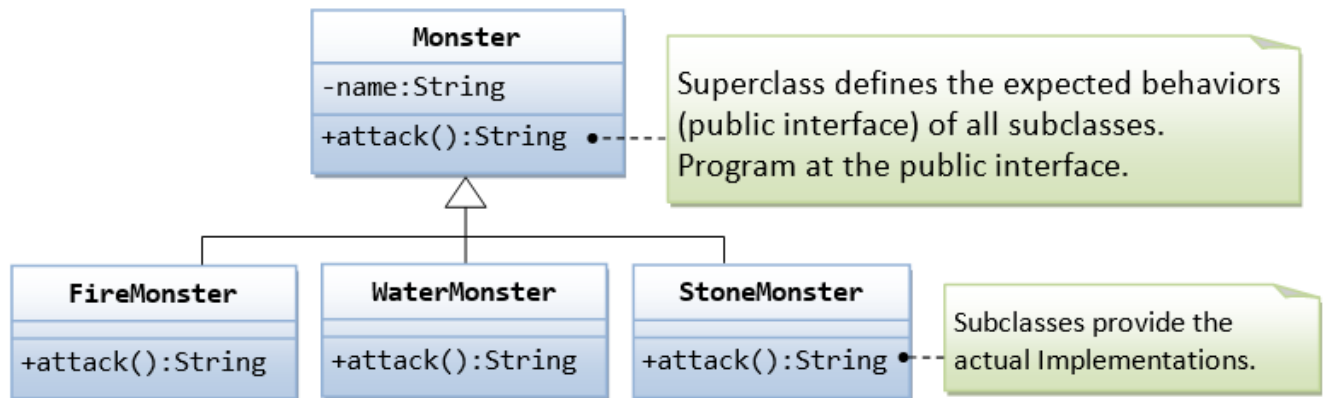 Monster
-name:String
+attack():String
Superclass defines the expected behaviors
(public interface) of all subclasses.
Program at the public interface.
FireMonster
+attack():String
WaterMonster
+attack():String
StoneMonster
+attack():String
Subclasses provide the
actual Implementations.